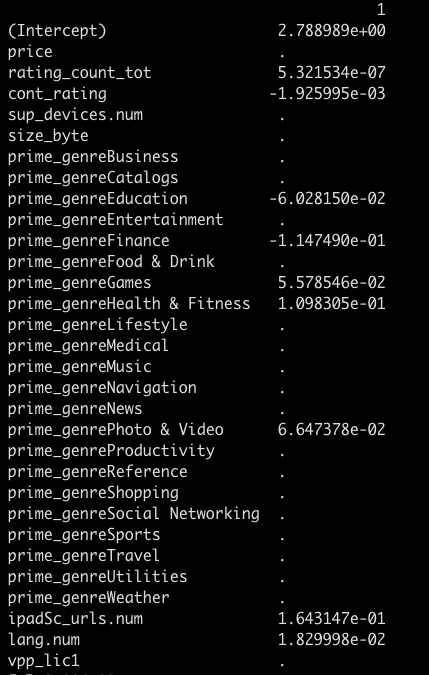 1
(Intercept) 2.788989e+00
price .
rating_count_tot 5.321534e-07
cont_rating -1.925995e-03
sup_devices.num .
size_byte .
prime_genreBusiness .
prime_genreCatalogs .
prime_genreEducation -6.028150e-02
prime_genreEntertainment .
prime_genreFinance -1.147490e-01
prime_genreFood & Drink .
prime_genreGames 5.578546e-02
prime_genreHealth & Fitness 1.098305e-01
prime_genreLifestyle .
prime_genreMedical .
prime_genreMusic .
prime_genreNavigation .
prime_genreNews .
prime_genrePhoto & Video 6.647378e-02
prime_genreProductivity .
prime_genreReference .
prime_genreShopping .
prime_genreSocial Networking .
prime_genreSports .
prime_genreTravel .
prime_genreUtilities .
prime_genreWeather .
ipadSc_urls.num 1.643147e-01
lang.num 1.829998e-02
vpp_lic1 .